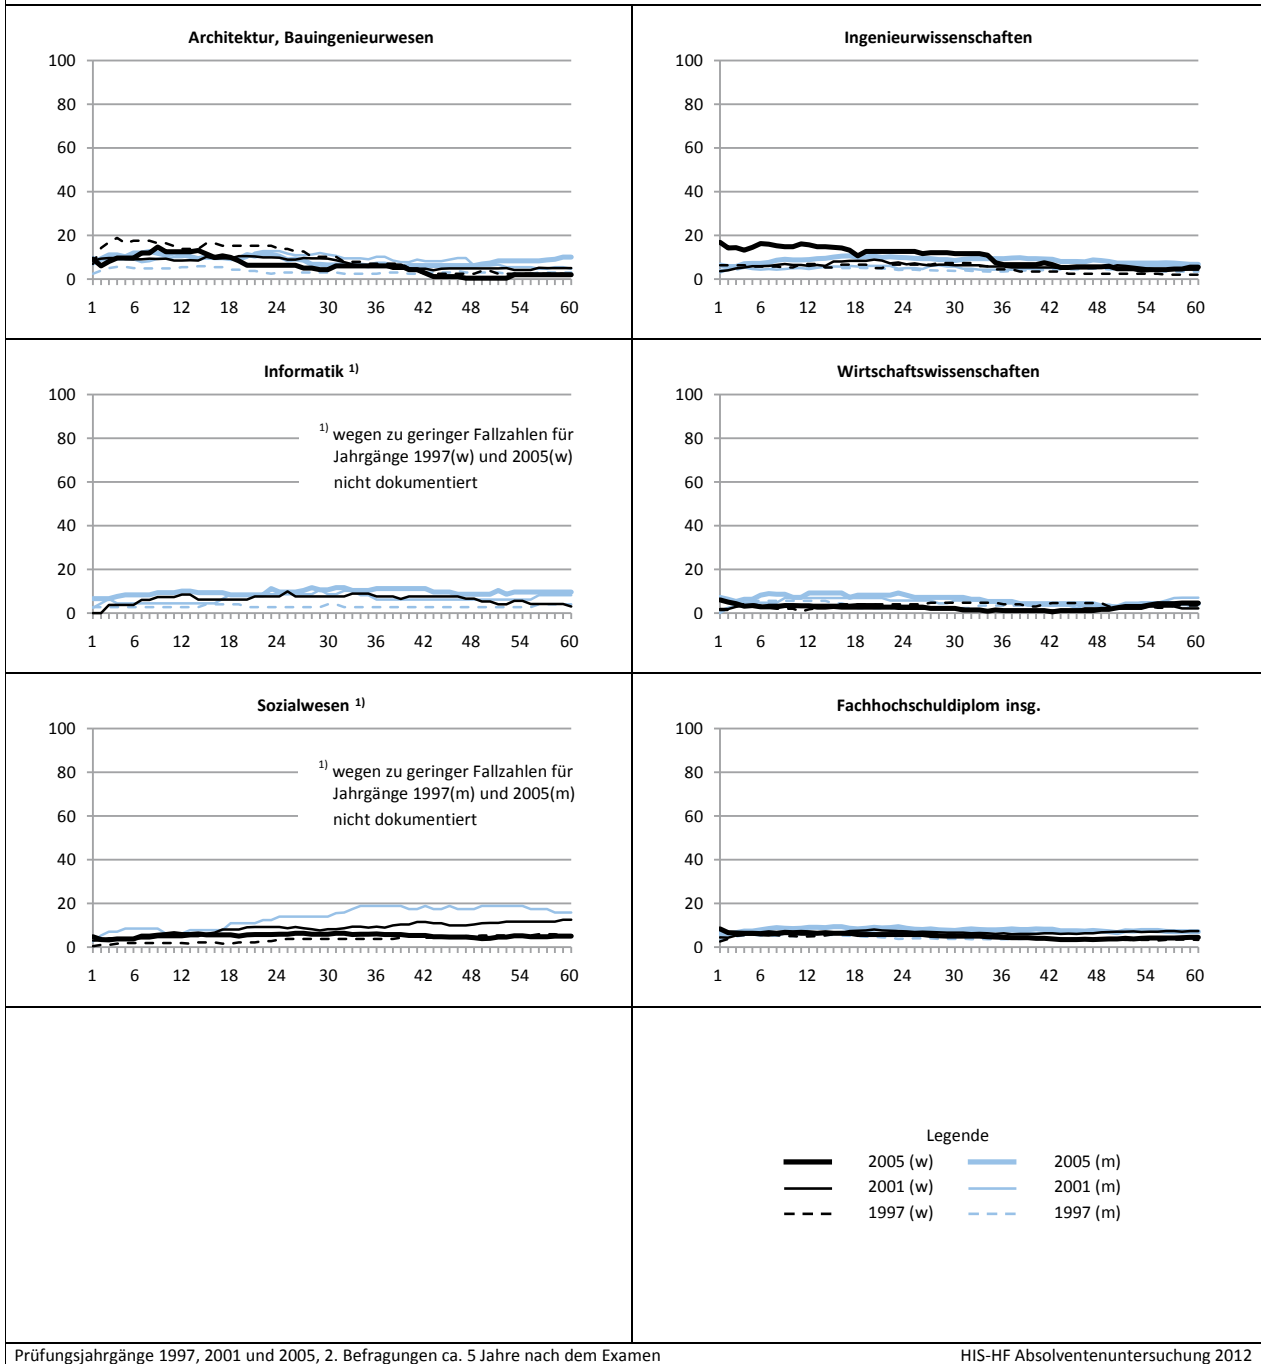 Architektur, Bauingenieurwesen
100
80
60
40
20
0
1 6 12 18 24 30 36 42 48 54 60
Ingenieurwissenschaften
100
80
60
40
20
0
1 6 12 18 24 30 36 42 48 54 60
Informatik 1)
100
80
60
40
20
0
1) wegen zu geringer Fallzahlen für
Jahrgänge 1997(w) und 2005(w)
nicht dokumentiert
1 6 12 18 24 30 36 42 48 54 60
Wirtschaftswissenschaften
100
80
60
40
20
0
1 6 12 18 24 30 36 42 48 54 60
Sozialwesen 1)
100
80
60
40
20
0
1) wegen zu geringer Fallzahlen für
Jahrgänge 1997(m) und 2005(m)
nicht dokumentiert
1 6 12 18 24 30 36 42 48 54 60
Fachhochschuldiplom insg.
100
80
60
40
20
0
1 6 12 18 24 30 36 42 48 54 60
Legende
2005 (w) 2005 (m)
2001 (w) 2001 (m)
1997 (w) 1997 (m)
Prüfungsjahrgänge 1997, 2001 und 2005, 2. Befragungen ca. 5 Jahre nach dem Examen HIS-HF Absolventenuntersuchung 2012